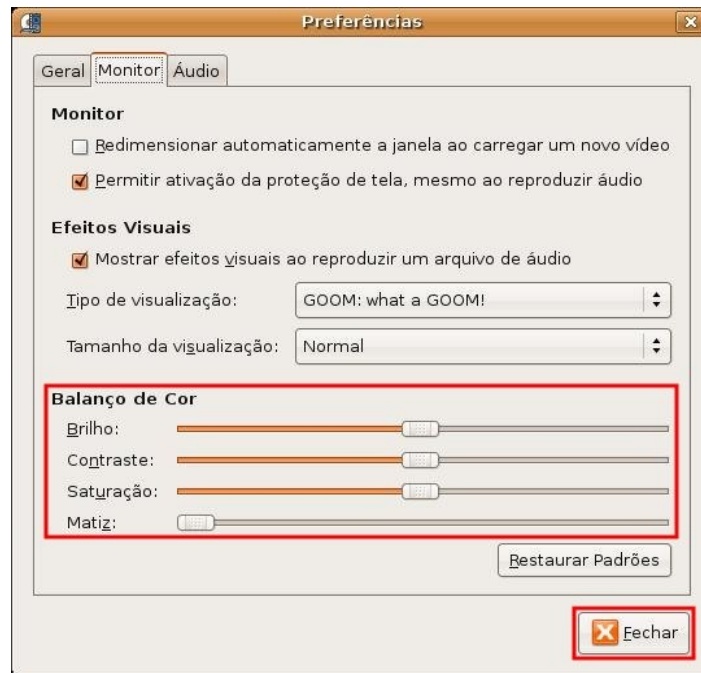 Preferências
Geral Monitor Áudio
Monitor
Redimensionar automaticamente a janela ao carregar um novo vídeo
Permitir ativação da proteção de tela, mesmo ao reproduzir áudio
Efeitos Visuais
Mostrar efeitos visuais ao reproduzir um arquivo de áudio
Tipo de visualização: GOOM: what a GOOM!
Tamanho da visualização: Normal
Balanço de Cor
Brilho:
Contraste:
Saturação:
Matiz:
Restaurar Padrões
Fechar